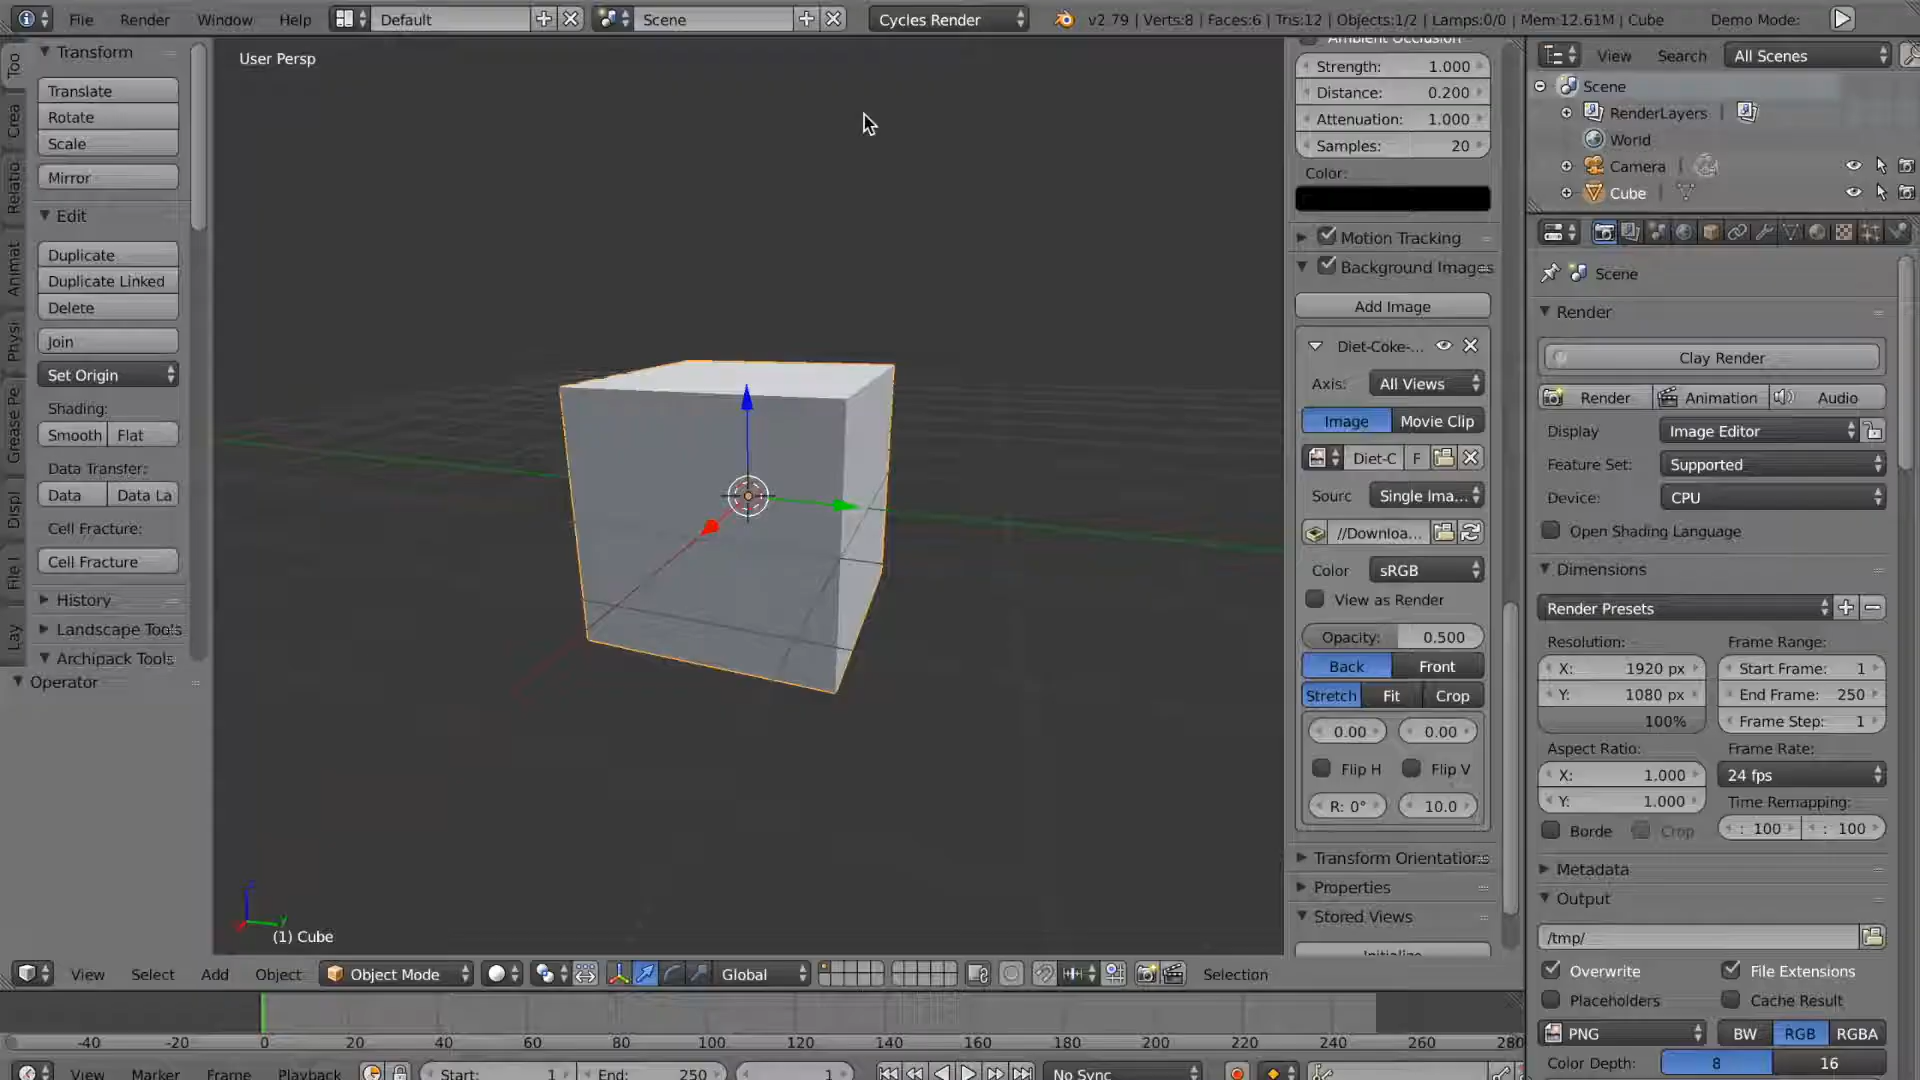 File Render Window Help Default Scene Cycles Render v2.79 | Verts:8 | Faces:6 | Tris:12 | Objects:1/2 | Lamps:0/0 | Mem:12.61M | Cube Demo Mode:
Too
Crea
Relatio
Animat
Physi
Grease Pe
Displ
File I
Lay
Transform
Translate
Rotate
Scale
Mirror
Edit
Duplicate
Duplicate Linked
Delete
Join
Set Origin
Shading:
Smooth Flat
Data Transfer:
Data Data La
Cell Fracture:
Cell Fracture
History
Landscape Tools
Archipack Tools
Operator
User Persp
(1) Cube
Ambient Occlusion
Strength: 1.000
Distance: 0.200
Attenuation: 1.000
Samples: 20
Color:
Motion Tracking
Background Images
Add Image
Diet-Coke-...
Axis: All Views
Image Movie Clip
Diet-C F
Sourc Single Ima...
//Downloa...
Color sRGB
View as Render
Opacity: 0.500
Back Front
Stretch Fit Crop
0.00 0.00
Flip H Flip V
R: 0° 10.0
Transform Orientations
Properties
Stored Views
View Search All Scenes
Scene
RenderLayers
World
Camera
Cube
Scene
Render
Clay Render
Render Animation Audio
Display Image Editor
Feature Set: Supported
Device: CPU
Open Shading Language
Dimensions
Render Presets
Resolution: Frame Range:
X: 1920 px Start Frame: 1
Y: 1080 px End Frame: 250
100% Frame Step: 1
Aspect Ratio: Frame Rate:
X: 1.000 24 fps
Y: 1.000 Time Remapping:
Borde Crop : 100 : 100
Metadata
Output
/tmp/
Overwrite File Extensions
Placeholders Cache Result
PNG BW RGB RGBA
Color Depth: 8 16
View Select Add Object Object Mode Global Selection
-40 -20 0 20 40 60 80 100 120 140 160 180 200 220 240 260 280
View Marker Frame Playback Start: 1 End: 250 1 No Sync